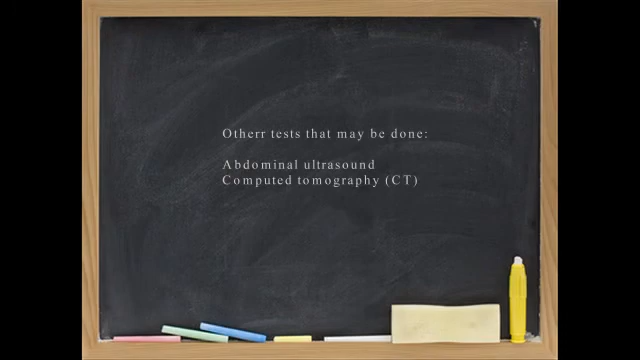 Otherr tests that may be done:
Abdominal ultrasound
Computed tomography (CT)